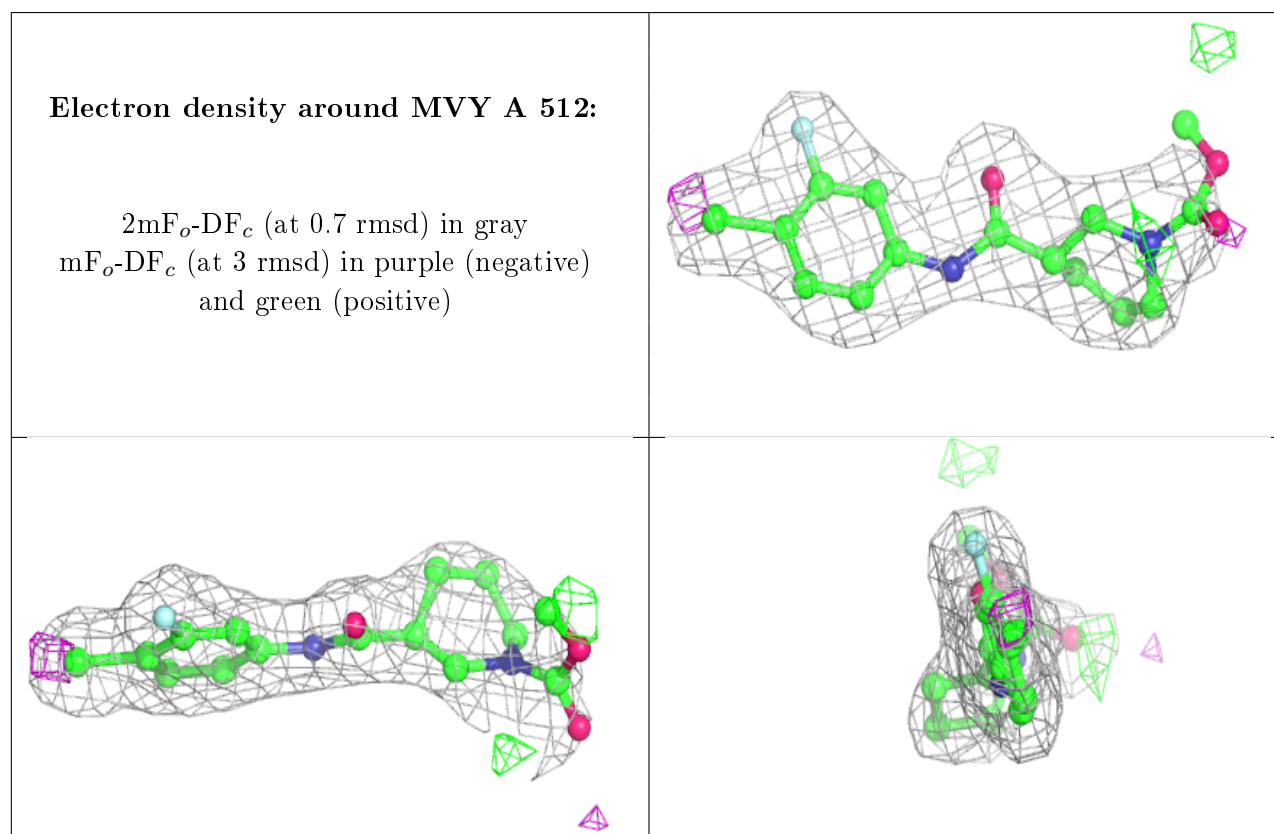 Electron density around MVY A 512:
2mFₒ-DF𝒸 (at 0.7 rmsd) in gray
mFₒ-DF𝒸 (at 3 rmsd) in purple (negative)
and green (positive)